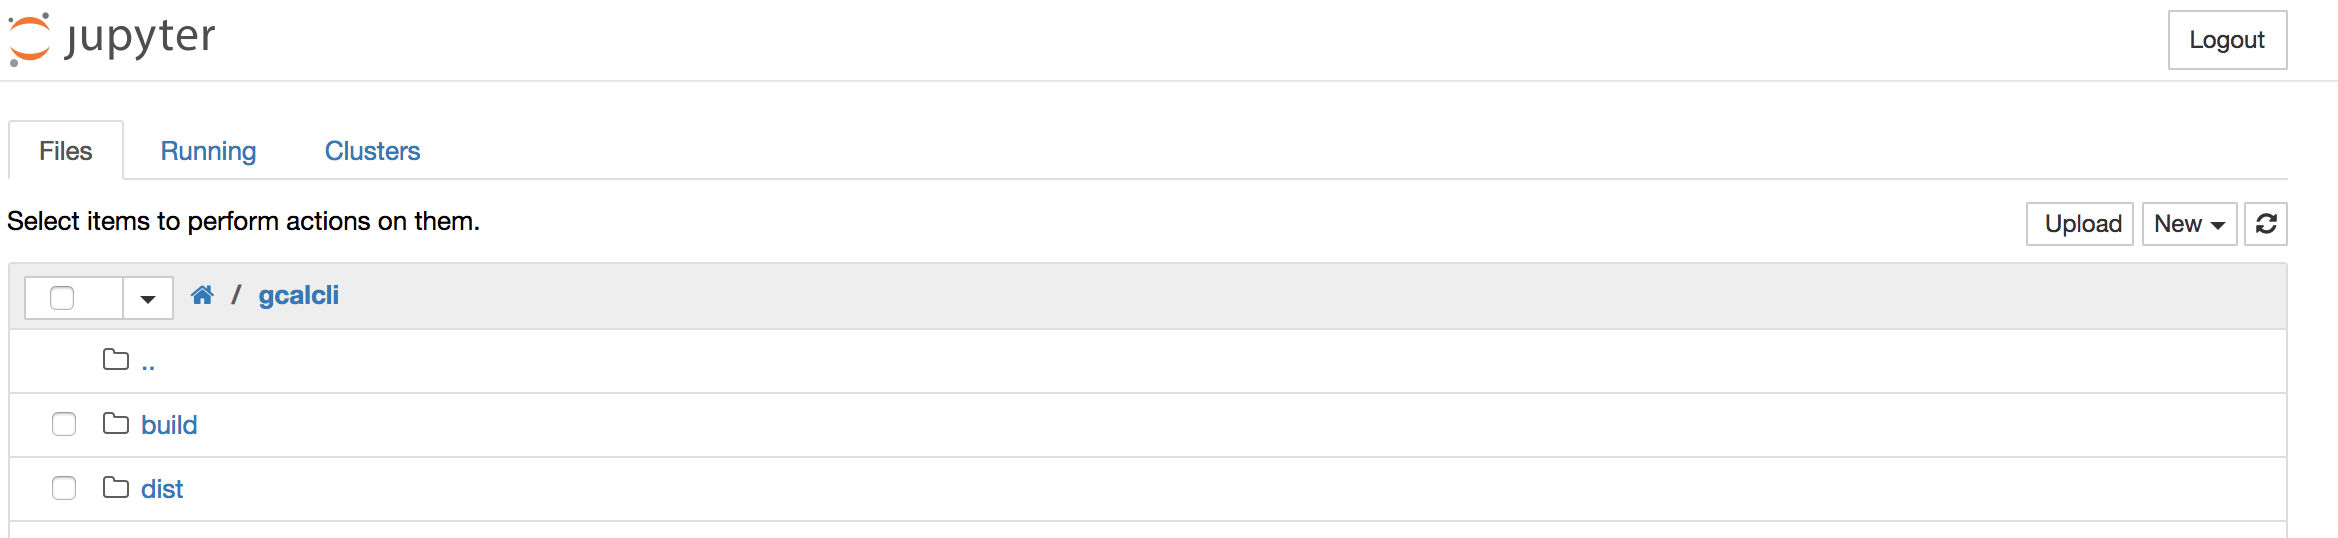 jupyter
Logout
Files Running Clusters
Select items to perform actions on them.
Upload New
/ gcalcli
..
build
dist